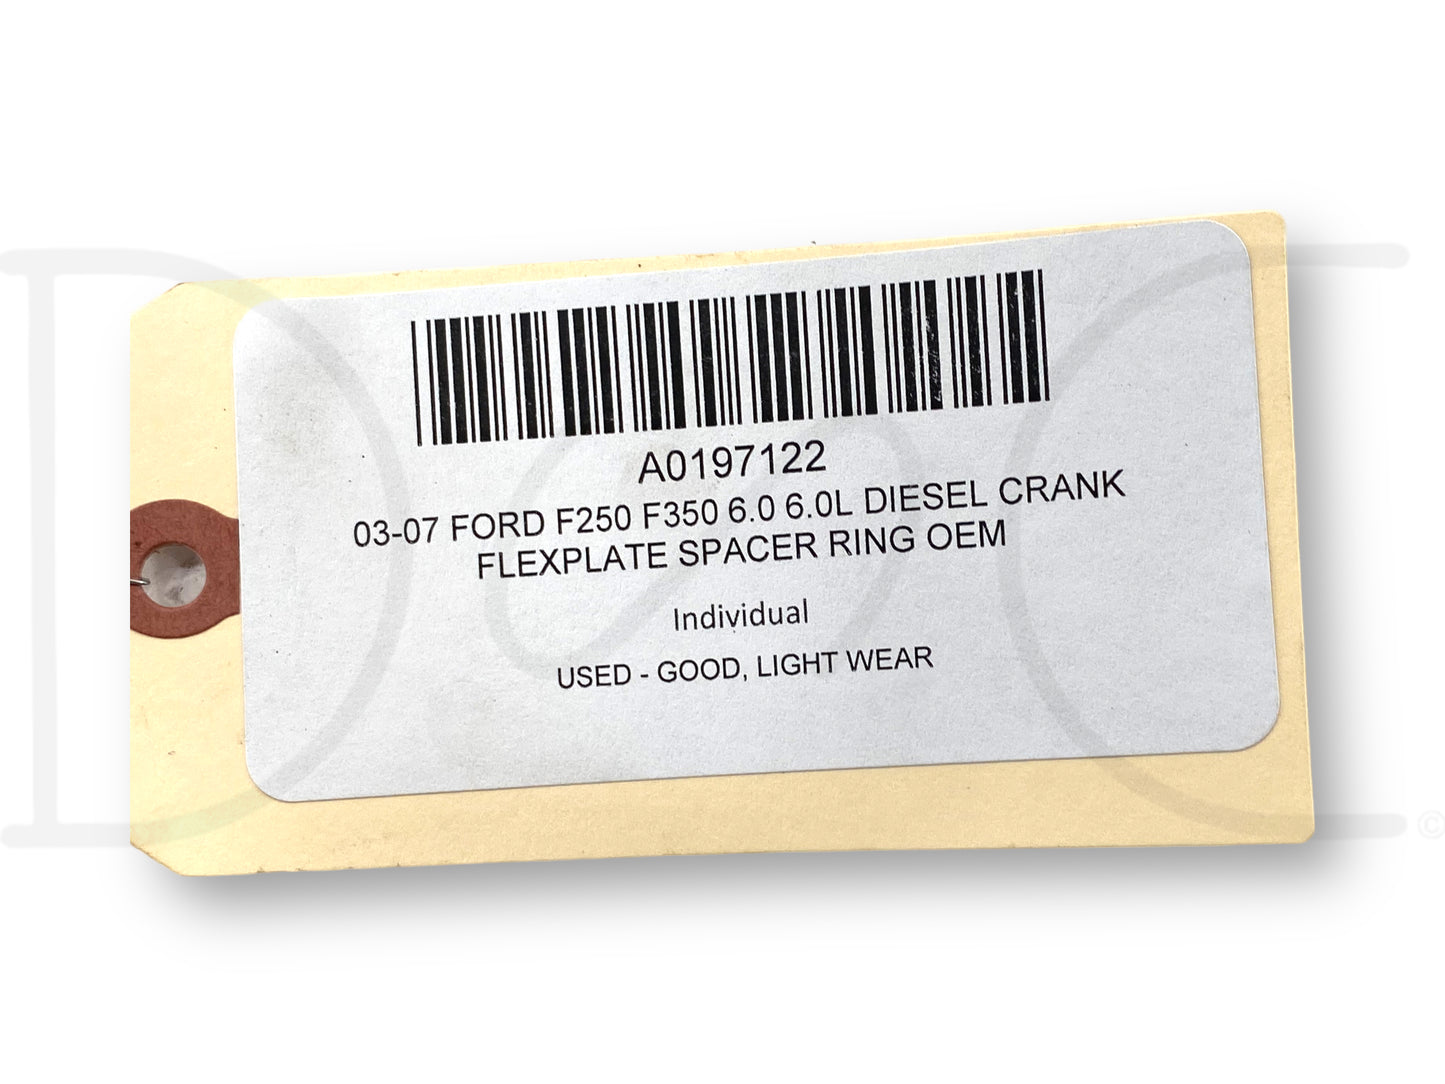 A0197122
03-07 FORD F250 F350 6.0 6.0L DIESEL CRANK
FLEXPLATE SPACER RING OEM
Individual
USED - GOOD, LIGHT WEAR
D C
©